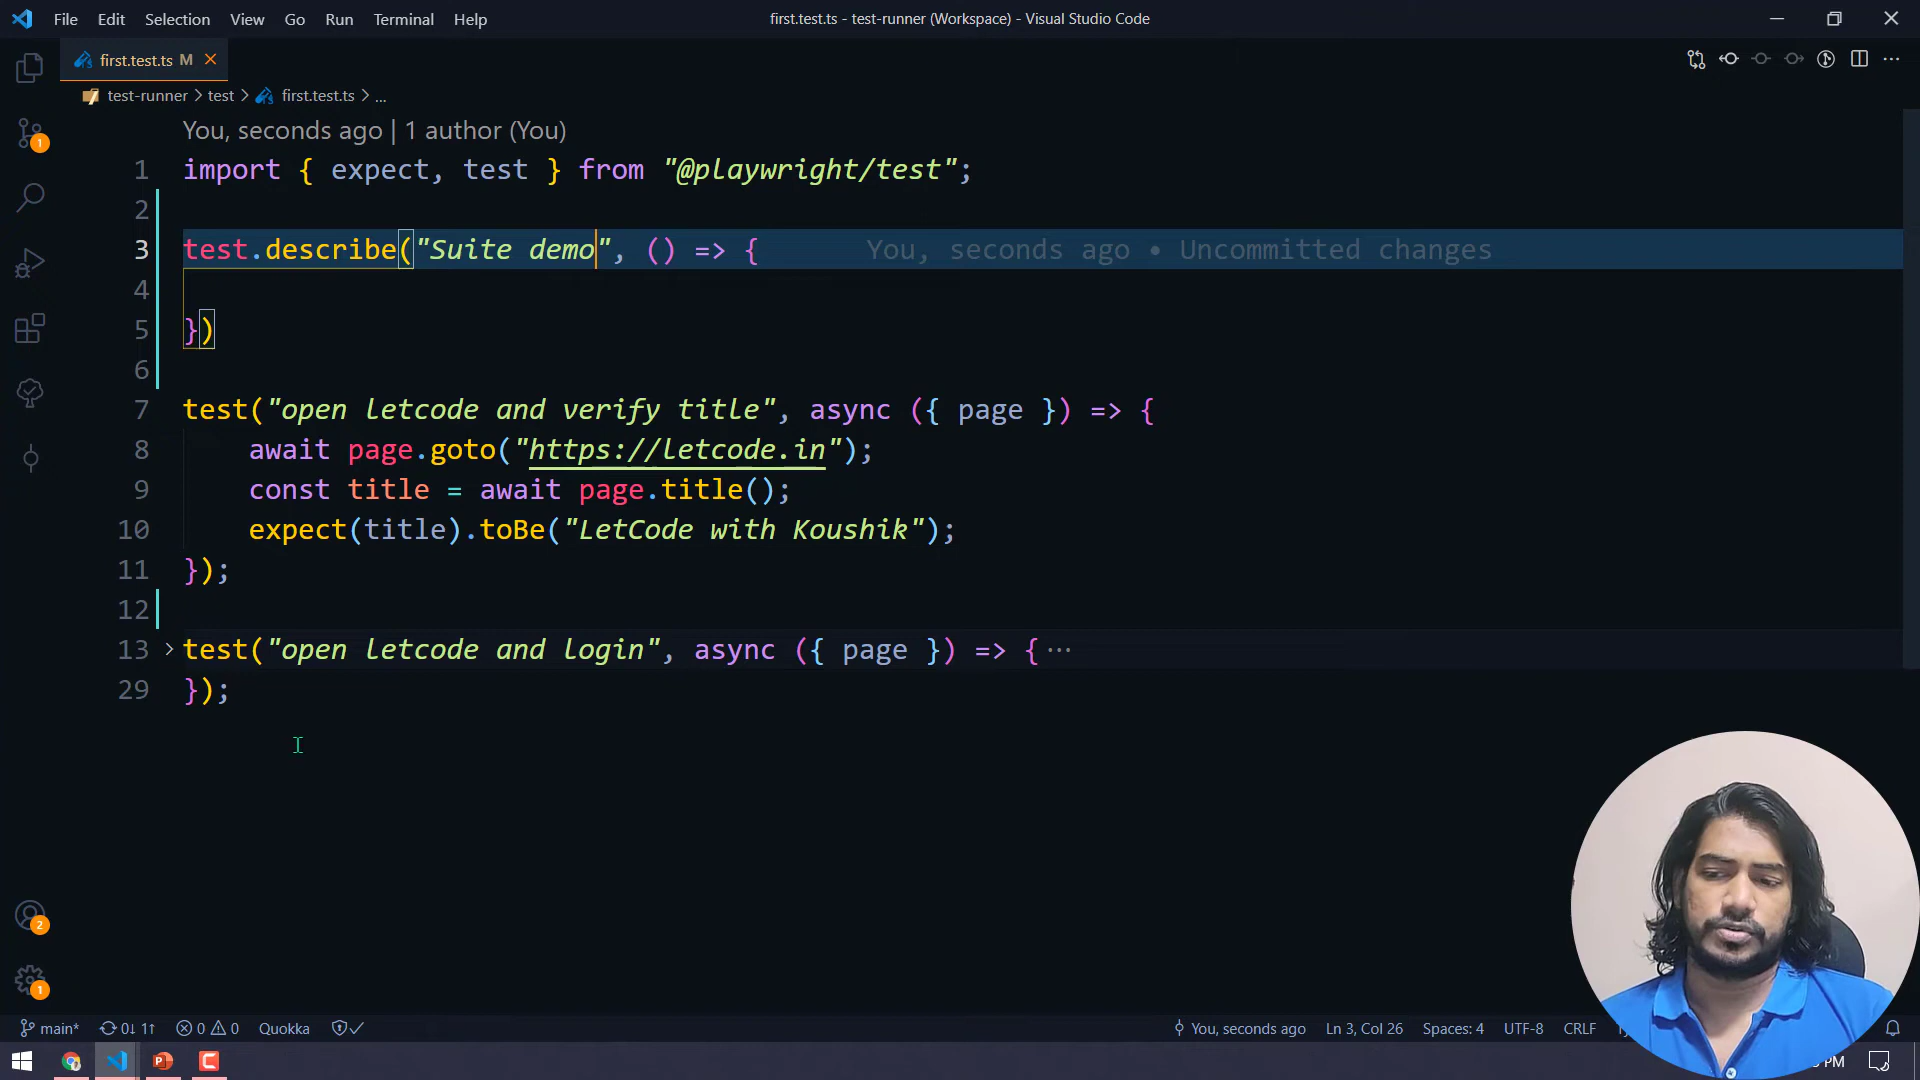 File Edit Selection View Go Run Terminal Help
first.test.ts - test-runner (Workspace) - Visual Studio Code
first.test.ts M
test-runner > test > first.test.ts > ...
You, seconds ago | 1 author (You)
1 import { expect, test } from "@playwright/test";
2
3 test.describe("Suite demo", () => { You, seconds ago • Uncommitted changes
4
5 })
6
7 test("open letcode and verify title", async ({ page }) => {
8 await page.goto("https://letcode.in");
9 const title = await page.title();
10 expect(title).toBe("LetCode with Koushik");
11 });
12
13 test("open letcode and login", async ({ page }) => {···
29 });
1
2
1
main* 0↓ 1↑ 0 0 Quokka
You, seconds ago Ln 3, Col 26 Spaces: 4 UTF-8 CRLF
PM